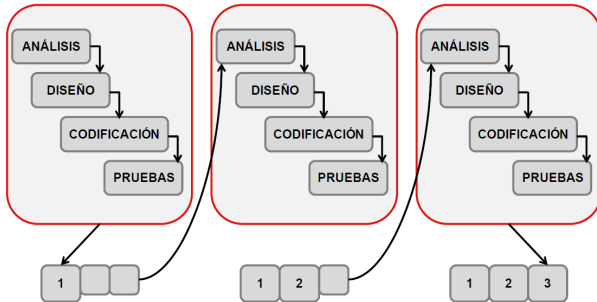 ANÁLISIS
DISEÑO
CODIFICACIÓN
PRUEBAS
ANÁLISIS
DISEÑO
CODIFICACIÓN
PRUEBAS
ANÁLISIS
DISEÑO
CODIFICACIÓN
PRUEBAS
1
1 2
1 2 3